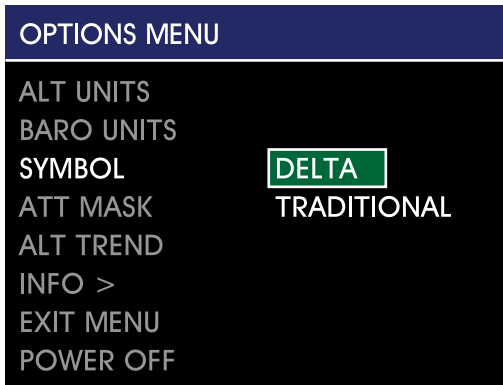 OPTIONS MENU
ALT UNITS
BARO UNITS
SYMBOL DELTA
ATT MASK TRADITIONAL
ALT TREND
INFO >
EXIT MENU
POWER OFF